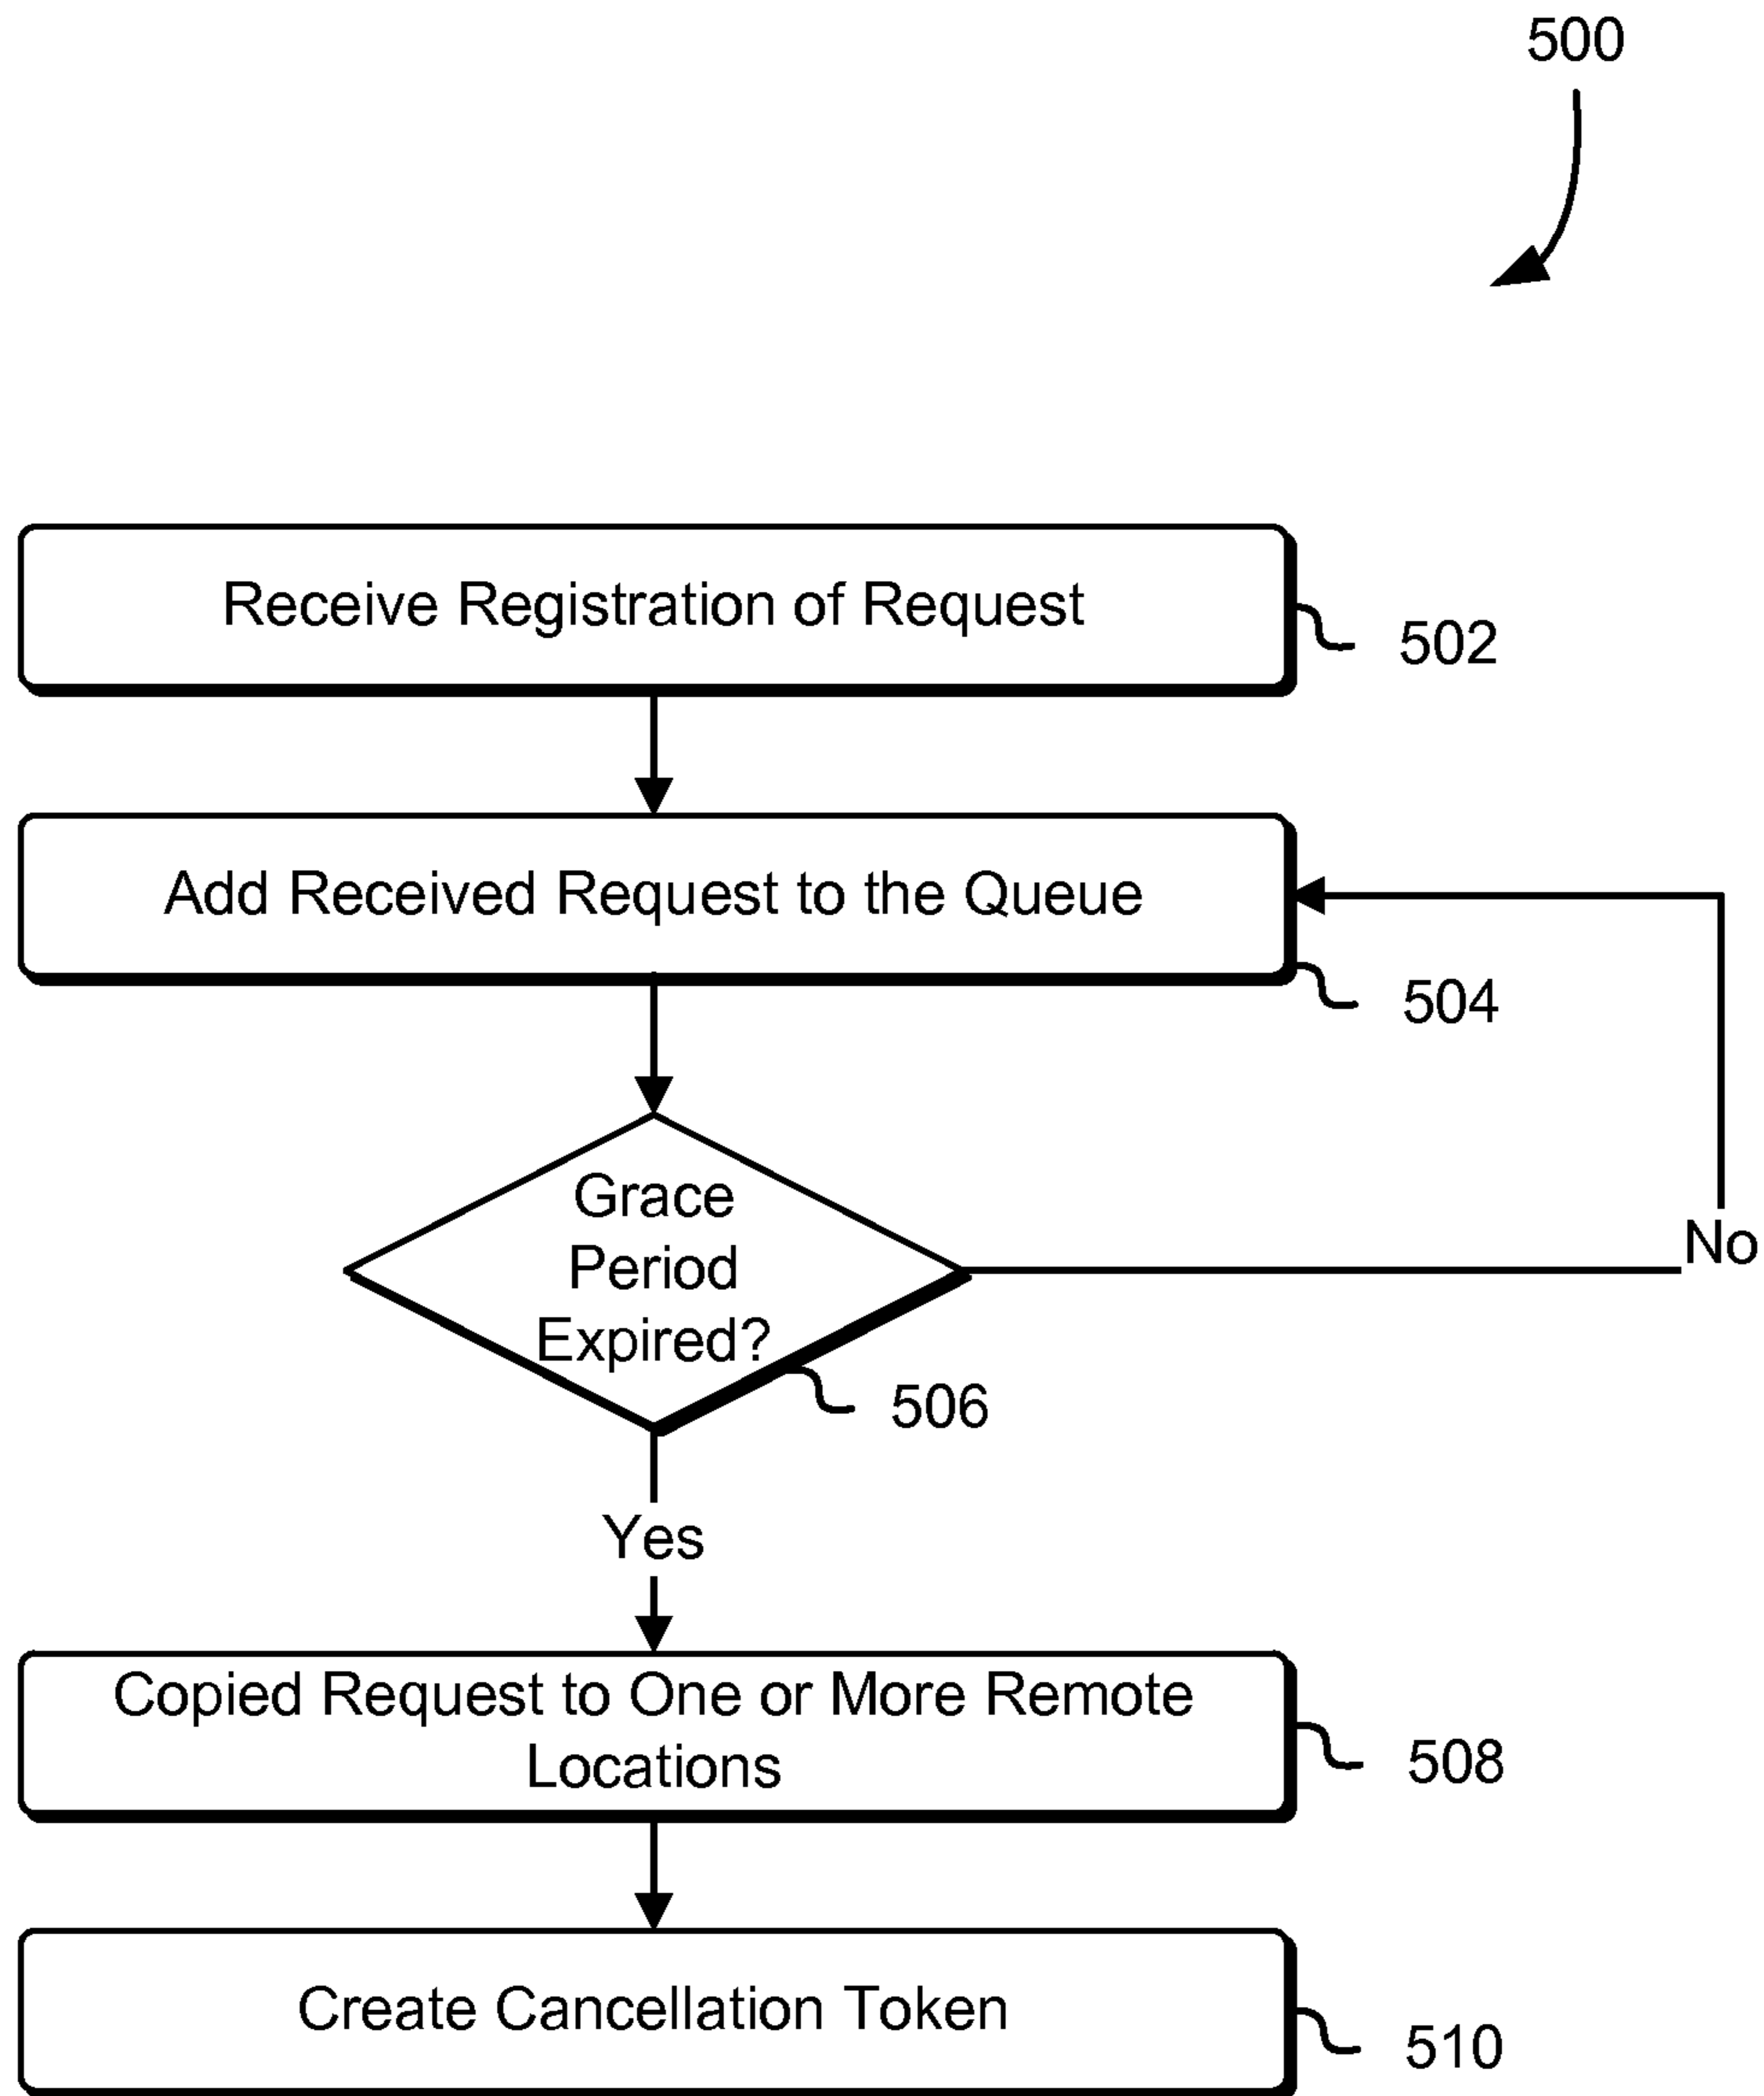 500
Receive Registration of Request
502
Add Received Request to the Queue
504
Grace
Period
Expired?
No
506
Yes
Copied Request to One or More Remote
Locations
508
Create Cancellation Token
510